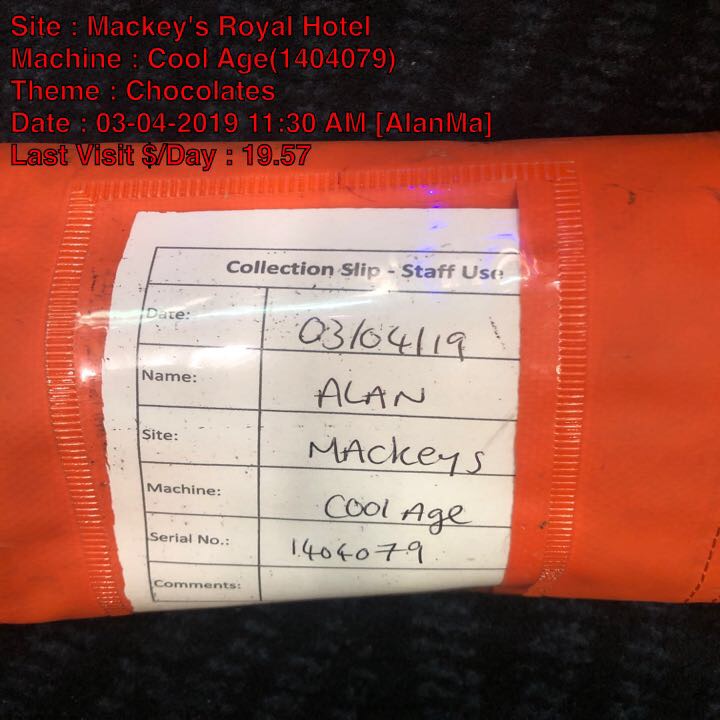 Site : Mackey's Royal Hotel
Machine : Cool Age(1404079)
Theme : Chocolates
Date : 03-04-2019 11:30 AM [AlanMa]
Last Visit $/Day : 19.57
Collection Slip - Staff Use
Date: 03/04/19
Name: ALAN
Site: MAckeys
Machine: COOl Age
Serial No.: 1404079
Comments: